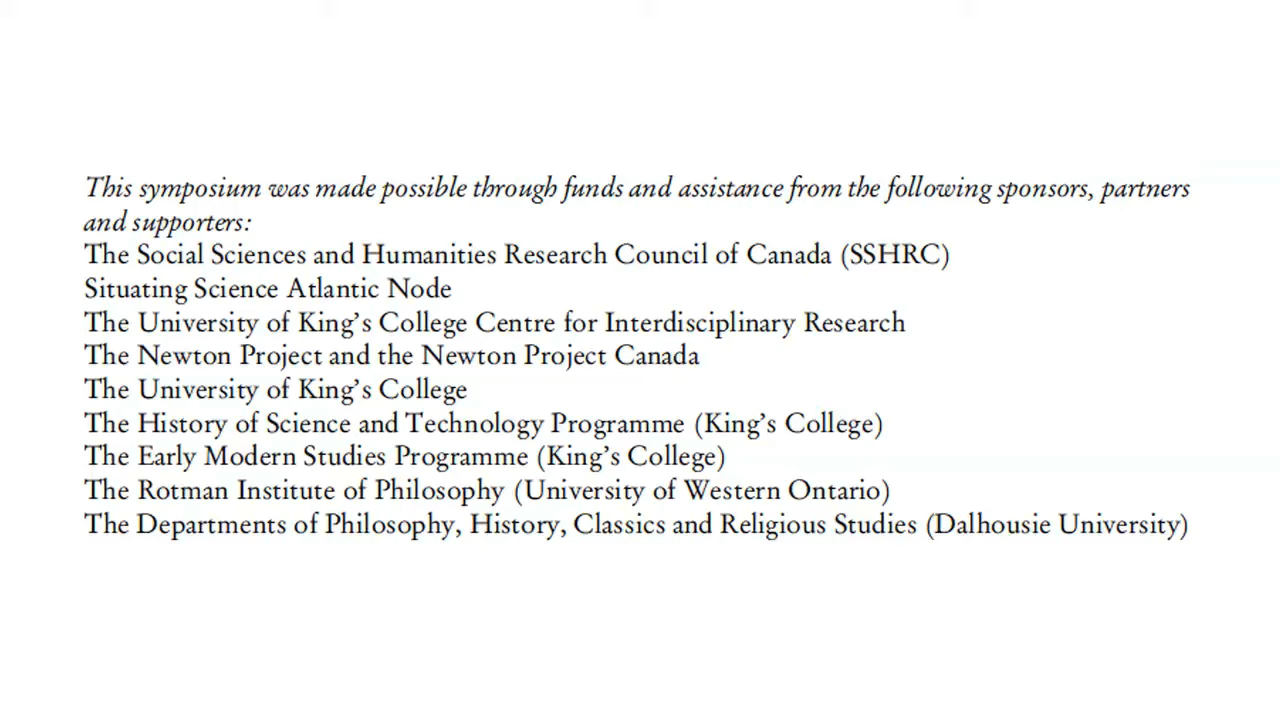 This symposium was made possible through funds and assistance from the following sponsors, partners
and supporters:
The Social Sciences and Humanities Research Council of Canada (SSHRC)
Situating Science Atlantic Node
The University of King’s College Centre for Interdisciplinary Research
The Newton Project and the Newton Project Canada
The University of King’s College
The History of Science and Technology Programme (King’s College)
The Early Modern Studies Programme (King’s College)
The Rotman Institute of Philosophy (University of Western Ontario)
The Departments of Philosophy, History, Classics and Religious Studies (Dalhousie University)